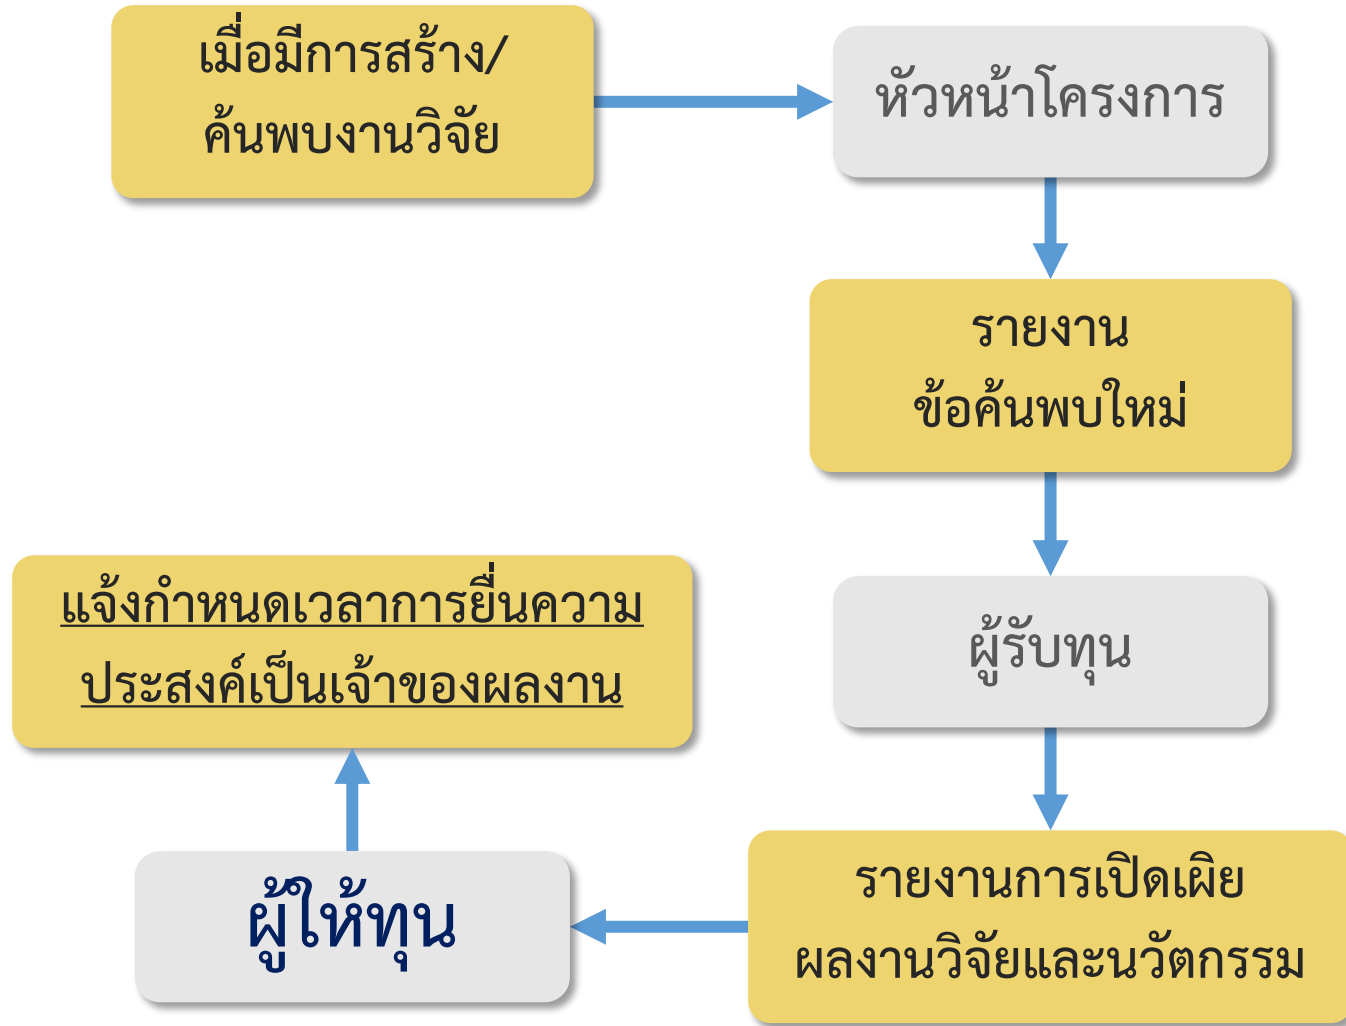 เมื่อมีการสร้าง/
ค้นพบงานวิจัย
หัวหน้าโครงการ
รายงาน
ข้อค้นพบใหม่
ผู้รับทุน
รายงานการเปิดเผิย
ผลงานวิจัยและนวัตกรรม
ผู้ให้ทุน
แจ้งกำหนดเวลาการยื่นความ
ประสงค์เป็นเจ้าของผลงาน